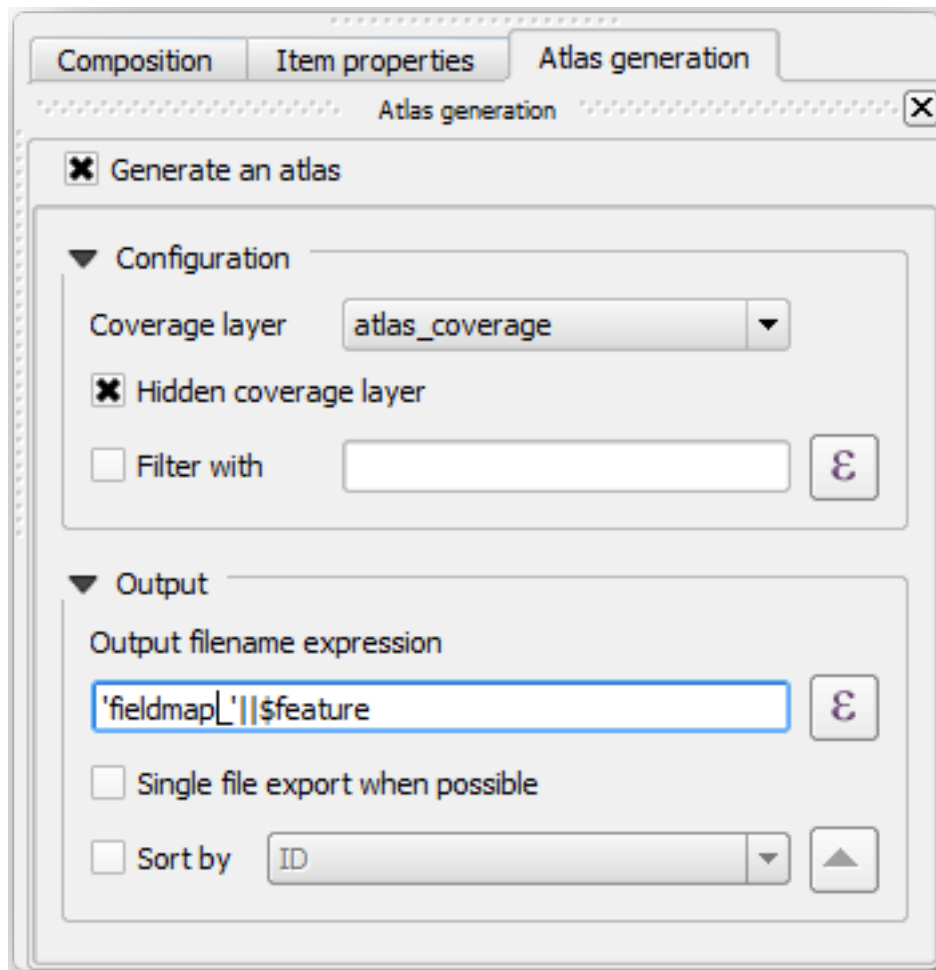 Composition Item properties Atlas generation
Atlas generation
Generate an atlas
Configuration
Coverage layer atlas_coverage
Hidden coverage layer
Filter with ε
Output
Output filename expression
'fieldmap_'||$feature ε
Single file export when possible
Sort by ID